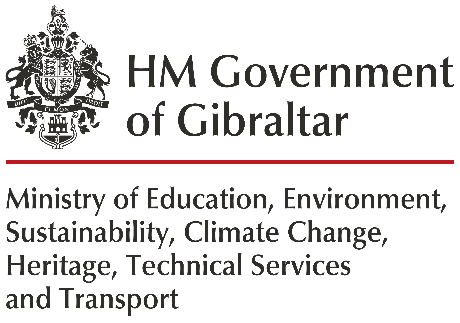 HM Government
of Gibraltar
Ministry of Education, Environment,
Sustainability, Climate Change,
Heritage, Technical Services
and Transport